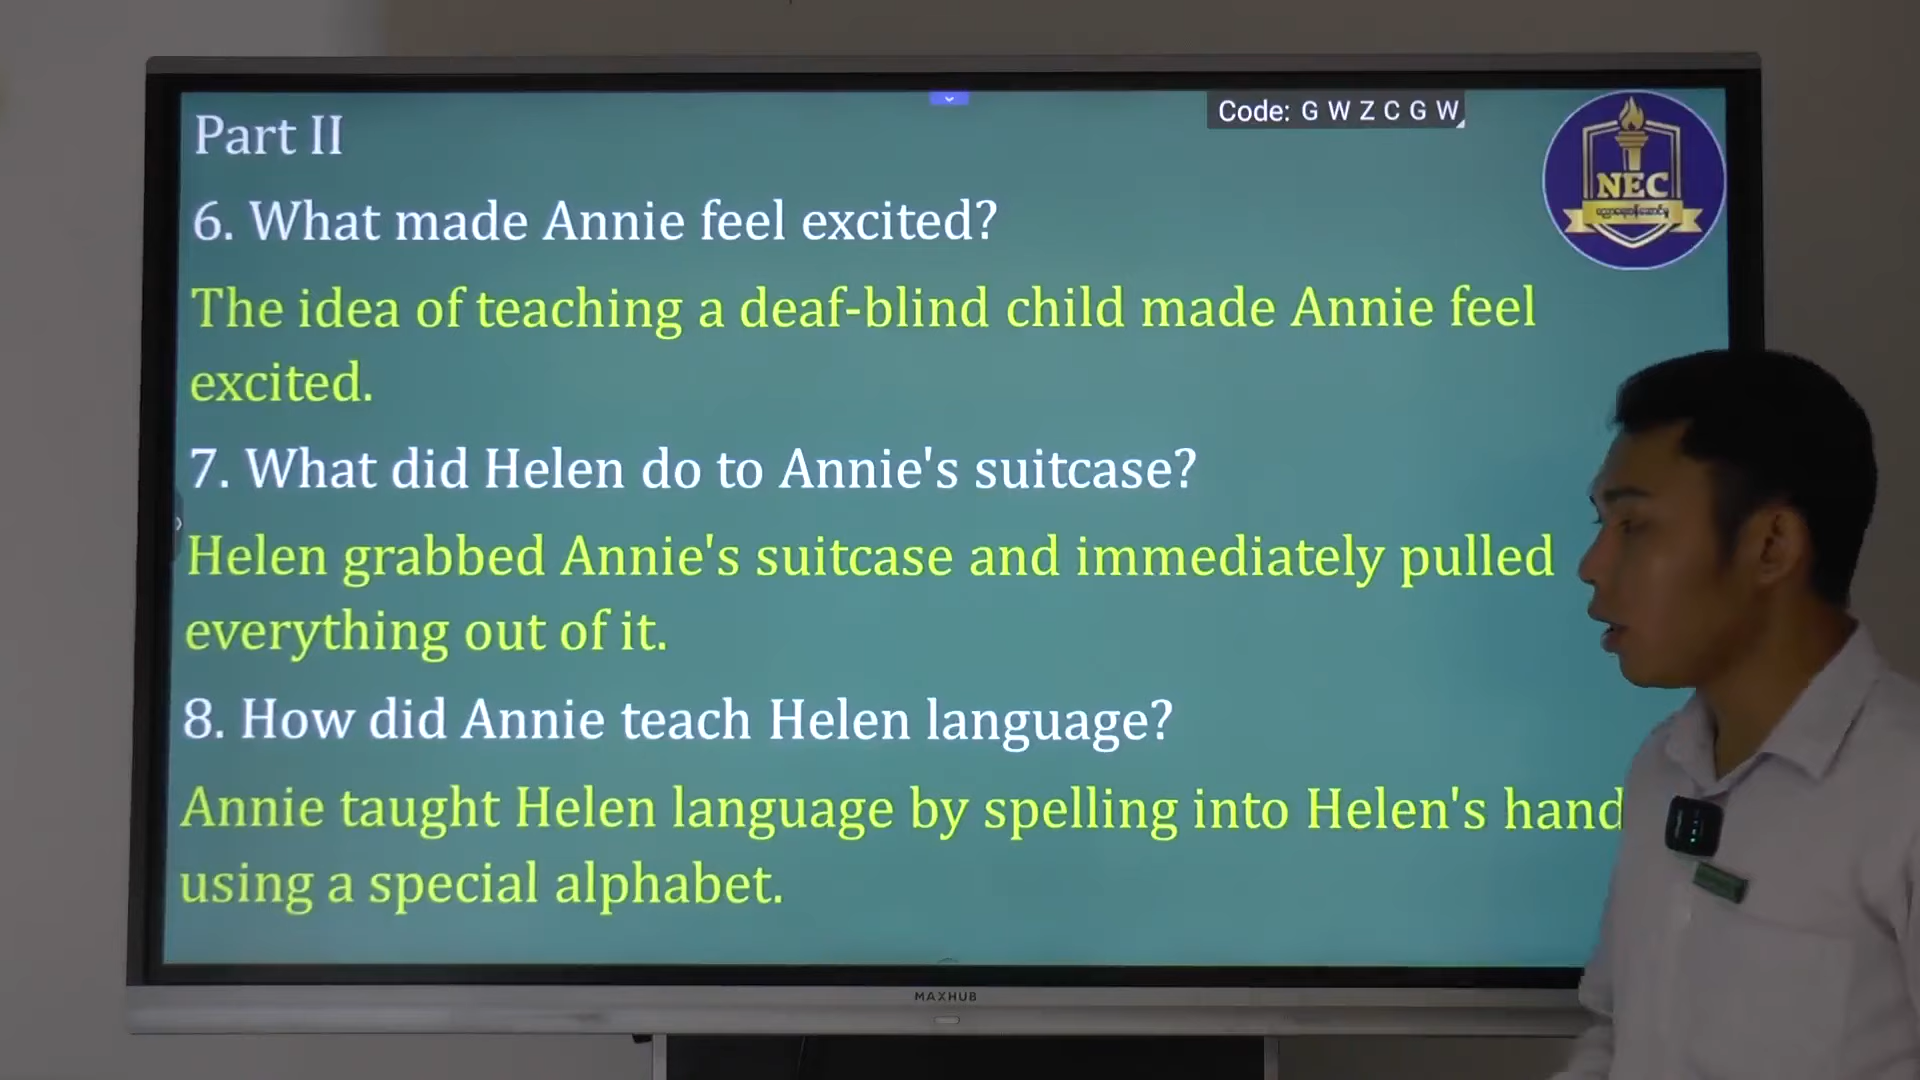 Code: G W Z C G W
Part II
NEC
6. What made Annie feel excited?
The idea of teaching a deaf-blind child made Annie feel
excited.
7. What did Helen do to Annie's suitcase?
Helen grabbed Annie's suitcase and immediately pulled
everything out of it.
8. How did Annie teach Helen language?
Annie taught Helen language by spelling into Helen's hand
using a special alphabet.
MAXHUB